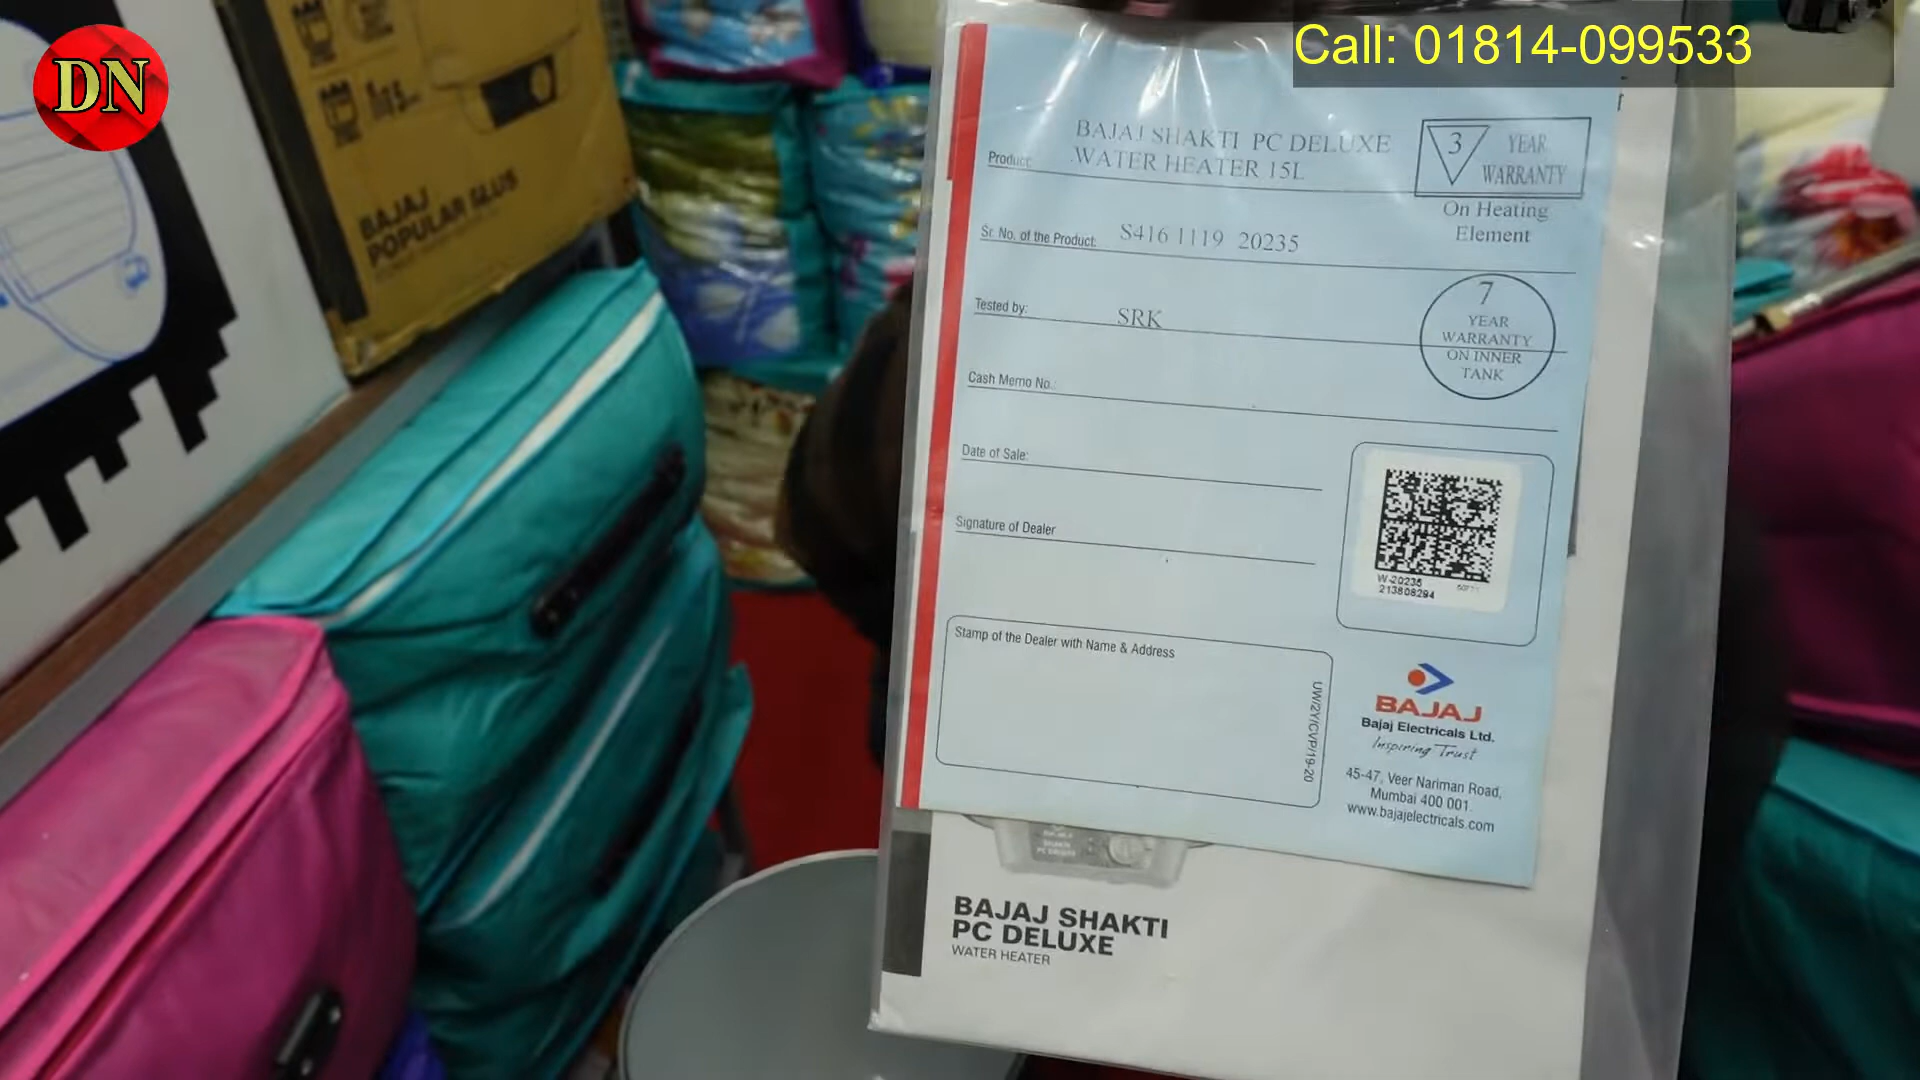 DN
Call: 01814-099533
BAJAJ
POPULAR PLUS
Product:
BAJAJ SHAKTI PC DELUXE
WATER HEATER 15L
3 YEAR
WARRANTY
On Heating
Element
Sr. No. of the Product: S416 1119 20235
Tested by: SRK
7
YEAR
WARRANTY
ON INNER
TANK
Cash Memo No.:
Date of Sale:
Signature of Dealer
W-20235
213808294
Stamp of the Dealer with Name & Address
UW/2Y/CVP/19-20
BAJAJ
Bajaj Electricals Ltd.
Inspiring Trust
45-47, Veer Nariman Road,
Mumbai 400 001.
www.bajajelectricals.com
SHAKTI
PC DELUXE
BAJAJ SHAKTI
PC DELUXE
WATER HEATER